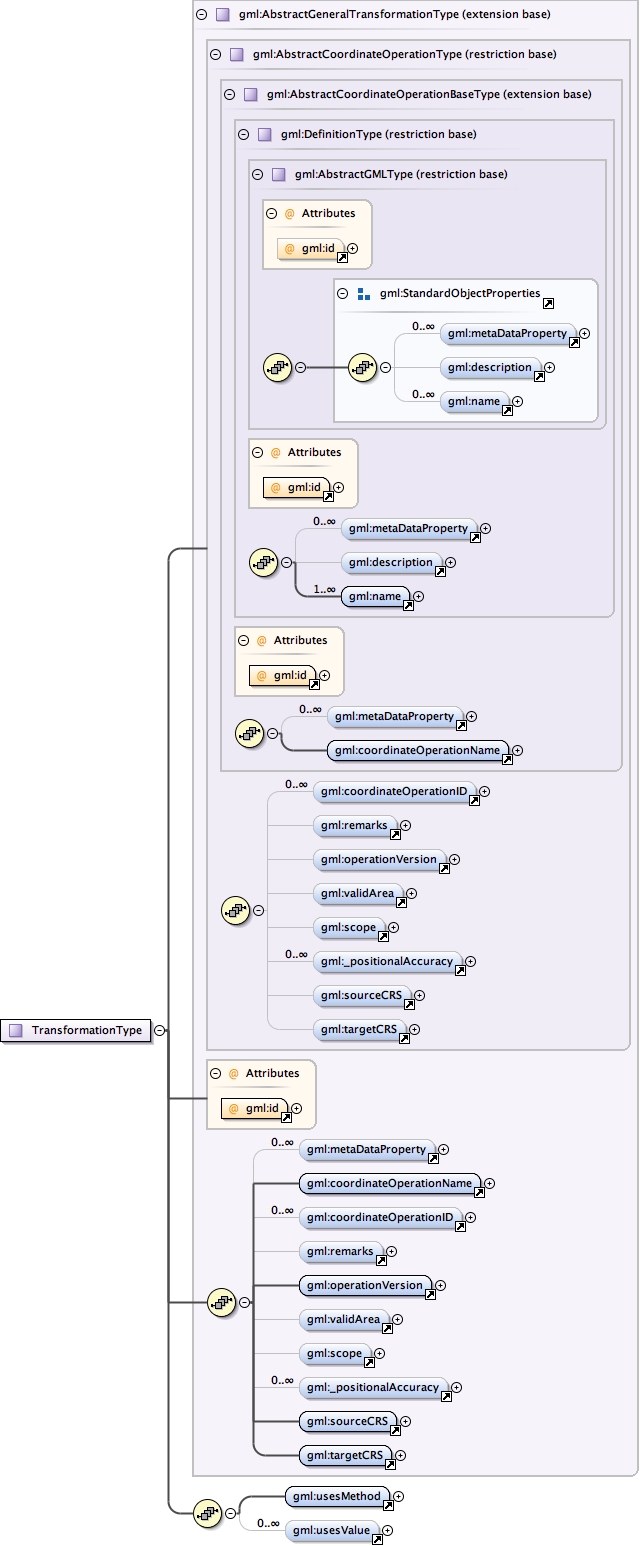 gml:AbstractGeneralTransformationType (extension base)
gml:AbstractCoordinateOperationType (restriction base)
gml:AbstractCoordinateOperationBaseType (extension base)
gml:DefinitionType (restriction base)
gml:AbstractGMLType (restriction base)
@ Attributes
@ gml:id
gml:StandardObjectProperties
0..∞
gml:metaDataProperty
gml:description
0..∞
gml:name
@ Attributes
@ gml:id
0..∞
gml:metaDataProperty
gml:description
1..∞
gml:name
@ Attributes
@ gml:id
0..∞
gml:metaDataProperty
gml:coordinateOperationName
0..∞
gml:coordinateOperationID
gml:remarks
gml:operationVersion
gml:validArea
gml:scope
0..∞
gml:_positionalAccuracy
gml:sourceCRS
gml:targetCRS
TransformationType
@ Attributes
@ gml:id
0..∞
gml:metaDataProperty
gml:coordinateOperationName
0..∞
gml:coordinateOperationID
gml:remarks
gml:operationVersion
gml:validArea
gml:scope
0..∞
gml:_positionalAccuracy
gml:sourceCRS
gml:targetCRS
gml:usesMethod
0..∞
gml:usesValue